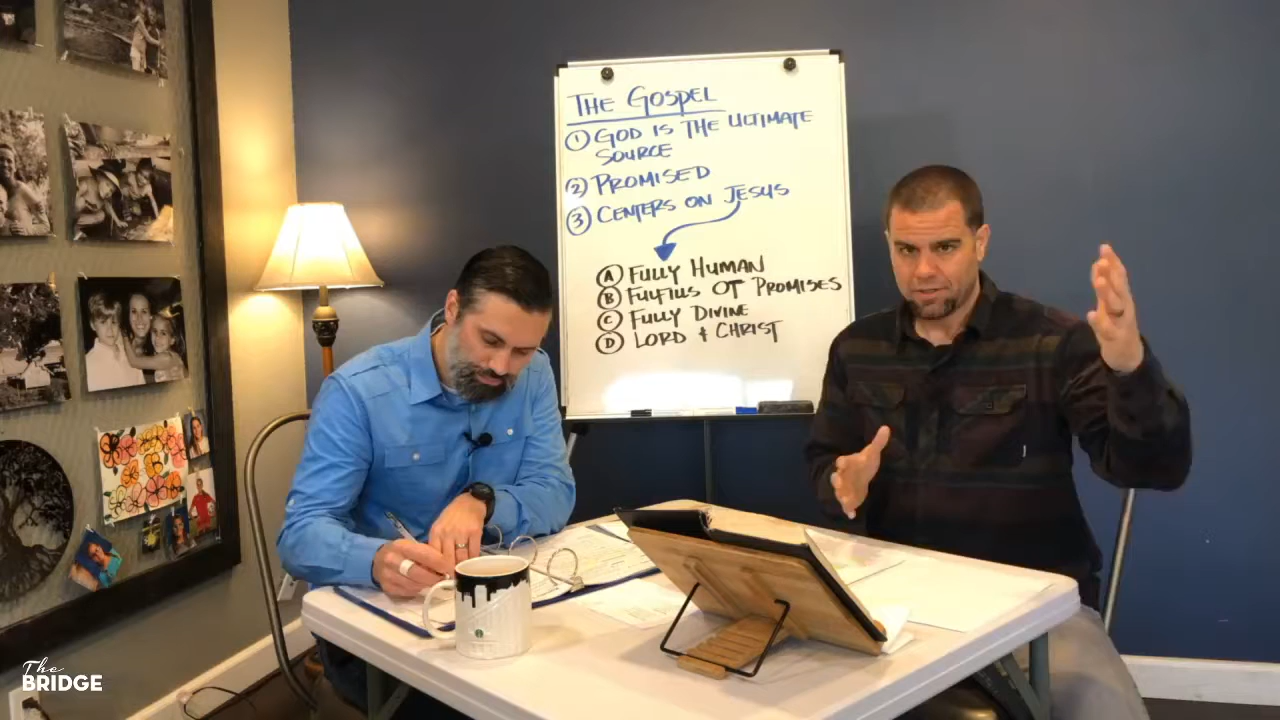 THE GOSPEL
① GOD IS THE ULTIMATE
SOURCE
② PROMISED
③ CENTERS ON JESUS
Ⓐ FULLY HUMAN
Ⓑ FULFILLS OT PROMISES
Ⓒ FULLY DIVINE
Ⓓ LORD + CHRIST
The
BRIDGE